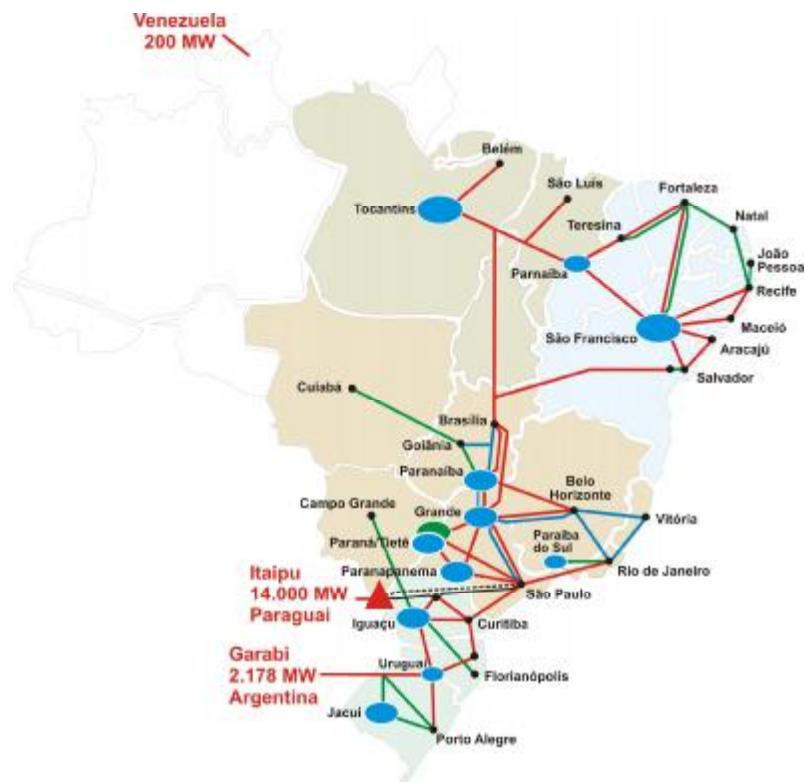 Venezuela
200 MW
Belém
São Luís
Tocantins
Fortaleza
Teresina
Natal
João
Pessoa
Parnaíba
Recife
São Francisco
Maceió
Aracajú
Salvador
Cuiabá
Brasília
Goiânia
Paranaíba
Belo
Horizonte
Campo Grande
Grande
Vitória
Paraná/Tietê
Paraíba
do Sul
Paranapanema
Rio de Janeiro
Itaipu
14.000 MW
Paraguai
São Paulo
Iguaçu
Curitiba
Garabi
2.178 MW
Argentina
Uruguai
Florianópolis
Jacui
Porto Alegre